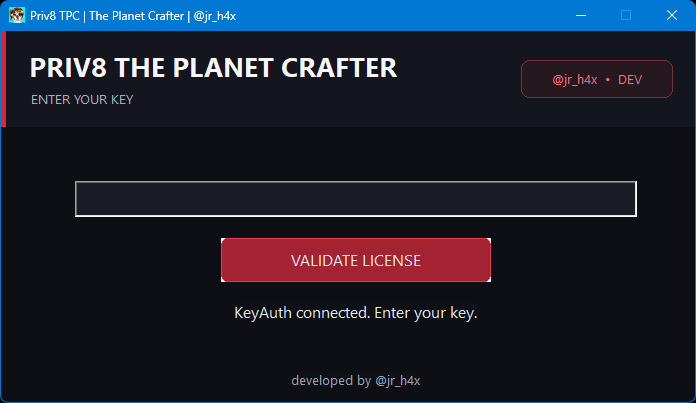 Priv8 TPC | The Planet Crafter | @jr_h4x
PRIV8 THE PLANET CRAFTER
@jr_h4x • DEV
ENTER YOUR KEY
VALIDATE LICENSE
KeyAuth connected. Enter your key.
developed by @jr_h4x